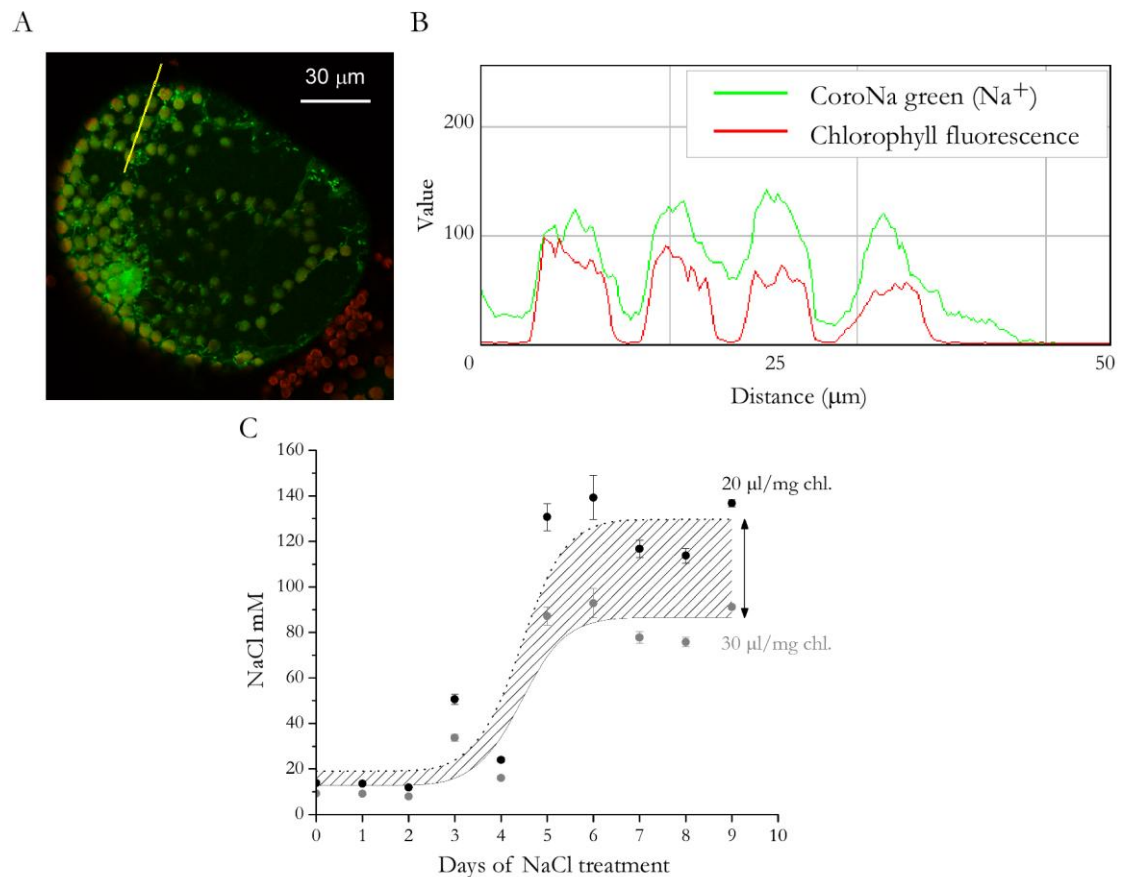 A
30 μm
B
CoroNa green (Na⁺)
Chlorophyll fluorescence
Value
200
100
0
25
50
Distance (μm)
C
NaCl mM
160
140
120
100
80
60
40
20
0
20 μl/mg chl.
30 μl/mg chl.
0 1 2 3 4 5 6 7 8 9 10
Days of NaCl treatment